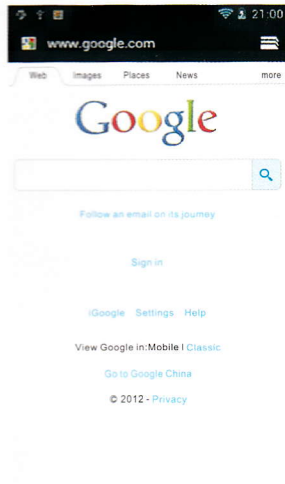 21:00
www.google.com
Web Images Places News more
Google
Follow an email on its journey
Sign in
iGoogle Settings Help
View Google in:Mobile | Classic
Go to Google China
© 2012 - Privacy